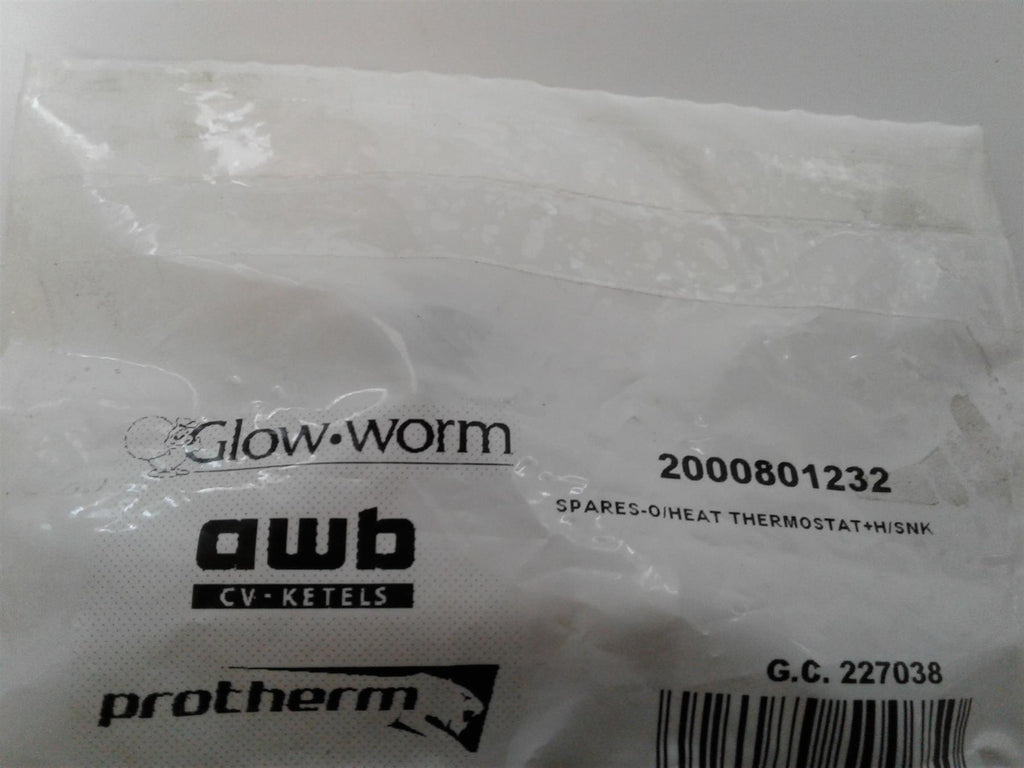 Glow•worm
awb
CV-KETELS
protherm
2000801232
SPARES-O/HEAT THERMOSTAT+H/SNK
G.C. 227038